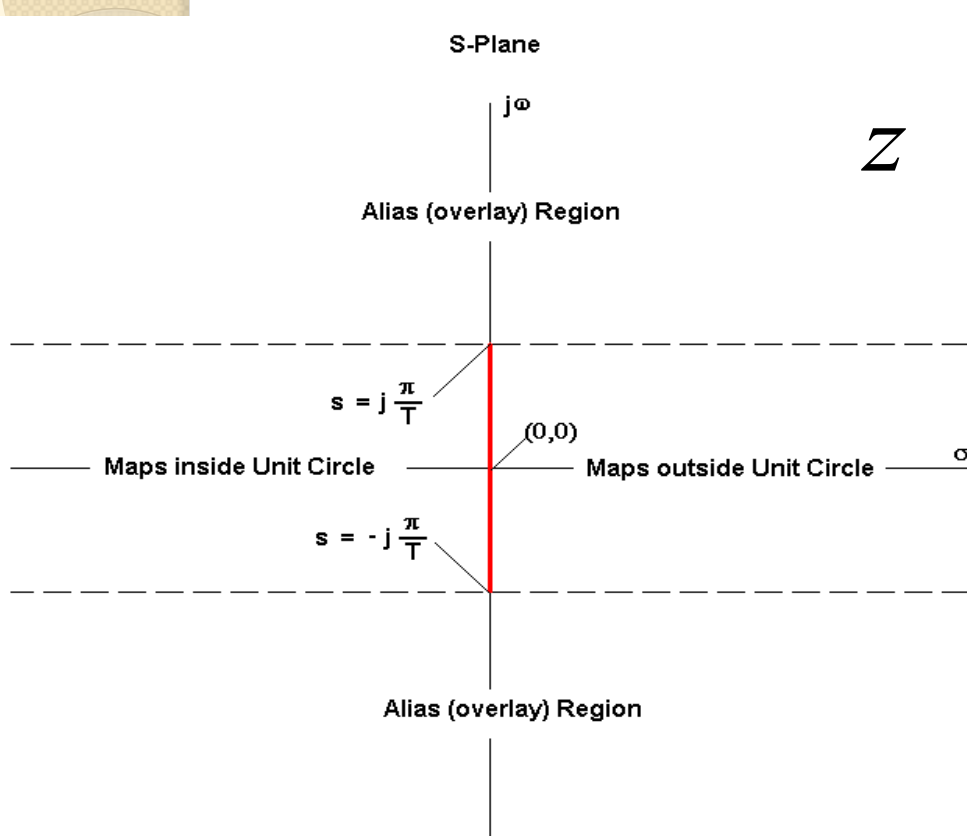 S-Plane
jω
z
Alias (overlay) Region
s = j π/T
(0,0)
Maps inside Unit Circle
Maps outside Unit Circle
σ
s = - j π/T
Alias (overlay) Region